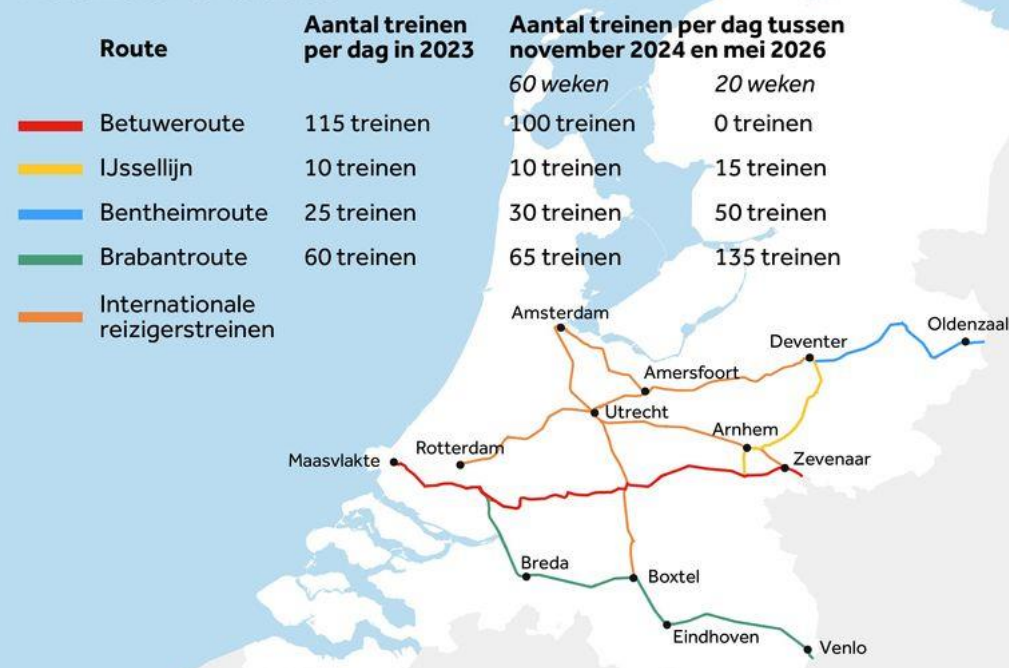 Route
Aantal treinen
per dag in 2023
Aantal treinen per dag tussen
november 2024 en mei 2026
60 weken
20 weken
Betuweroute 115 treinen 100 treinen 0 treinen
IJssellijn 10 treinen 10 treinen 15 treinen
Bentheimroute 25 treinen 30 treinen 50 treinen
Brabantroute 60 treinen 65 treinen 135 treinen
Internationale
reizigerstreinen
Amsterdam
Oldenzaal
Deventer
Amersfoort
Utrecht
Arnhem
Rotterdam
Maasvlakte
Zevenaar
Breda
Boxtel
Eindhoven
Venlo